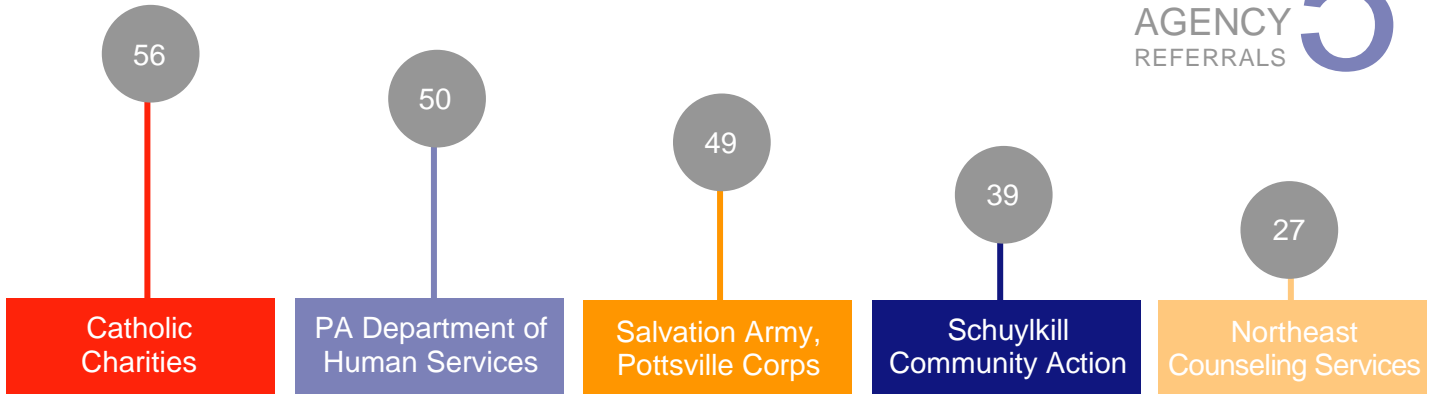 AGENCY
REFERRALS
56
50
49
39
27
Catholic
Charities
PA Department of
Human Services
Salvation Army,
Pottsville Corps
Schuylkill
Community Action
Northeast
Counseling Services